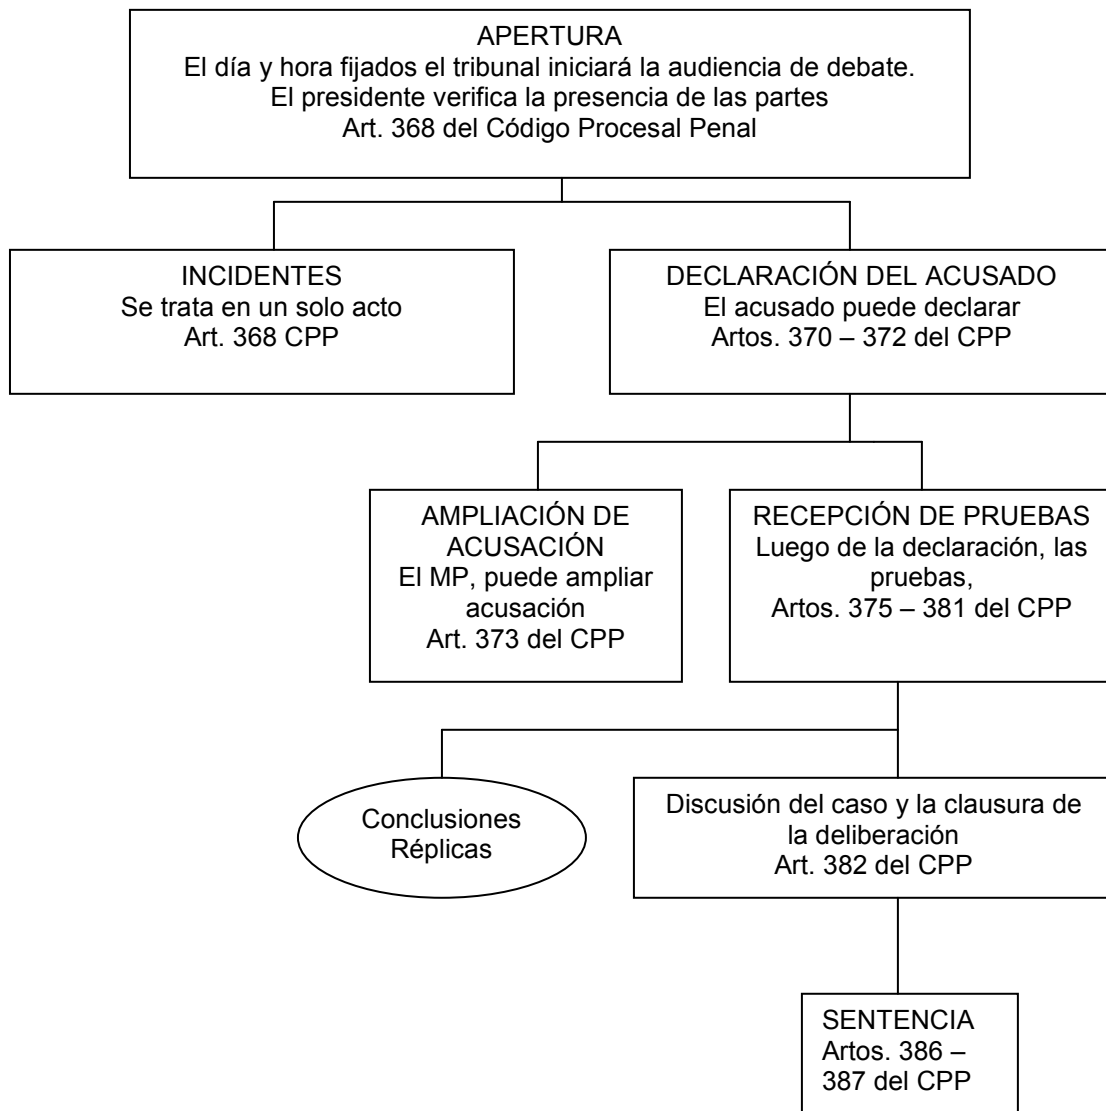 APERTURA
El día y hora fijados el tribunal iniciará la audiencia de debate.
El presidente verifica la presencia de las partes
Art. 368 del Código Procesal Penal
INCIDENTES
Se trata en un solo acto
Art. 368 CPP
DECLARACIÓN DEL ACUSADO
El acusado puede declarar
Artos. 370 – 372 del CPP
AMPLIACIÓN DE
ACUSACIÓN
El MP, puede ampliar
acusación
Art. 373 del CPP
RECEPCIÓN DE PRUEBAS
Luego de la declaración, las
pruebas,
Artos. 375 – 381 del CPP
Conclusiones
Réplicas
Discusión del caso y la clausura de
la deliberación
Art. 382 del CPP
SENTENCIA
Artos. 386 –
387 del CPP